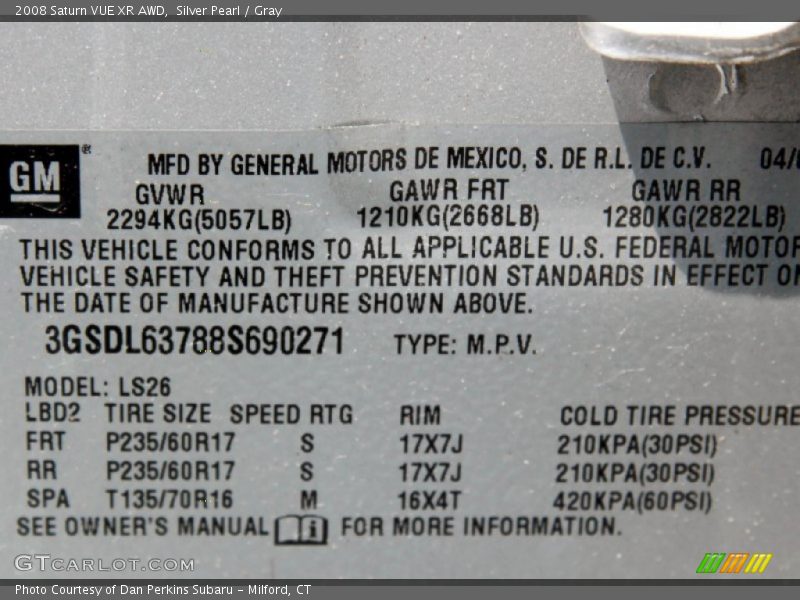 2008 Saturn VUE XR AWD, Silver Pearl / Gray
GM ®
MFD BY GENERAL MOTORS DE MEXICO, S. DE R.L. DE C.V. 04/
GVWR GAWR FRT GAWR RR
2294KG(5057LB) 1210KG(2668LB) 1280KG(2822LB)
THIS VEHICLE CONFORMS TO ALL APPLICABLE U.S. FEDERAL MOTOR
VEHICLE SAFETY AND THEFT PREVENTION STANDARDS IN EFFECT ON
THE DATE OF MANUFACTURE SHOWN ABOVE.
3GSDL63788S690271 TYPE: M.P.V.
MODEL: LS26
LBD2 TIRE SIZE SPEED RTG RIM COLD TIRE PRESSURE
FRT P235/60R17 S 17X7J 210KPA(30PSI)
RR P235/60R17 S 17X7J 210KPA(30PSI)
SPA T135/70R16 M 16X4T 420KPA(60PSI)
SEE OWNER'S MANUAL i FOR MORE INFORMATION.
GTCARLOT.COM
Photo Courtesy of Dan Perkins Subaru - Milford, CT